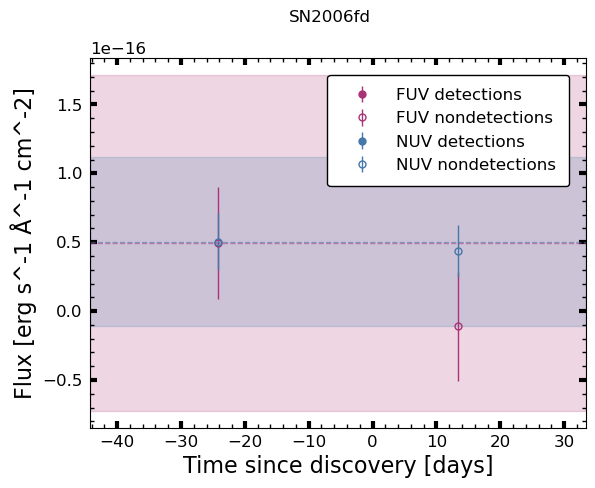 SN2006fd
1e−16
FUV detections
FUV nondetections
NUV detections
NUV nondetections
1.5
1.0
0.5
0.0
−0.5
Flux [erg s^-1 Å^-1 cm^-2]
−40 −30 −20 −10 0 10 20 30
Time since discovery [days]